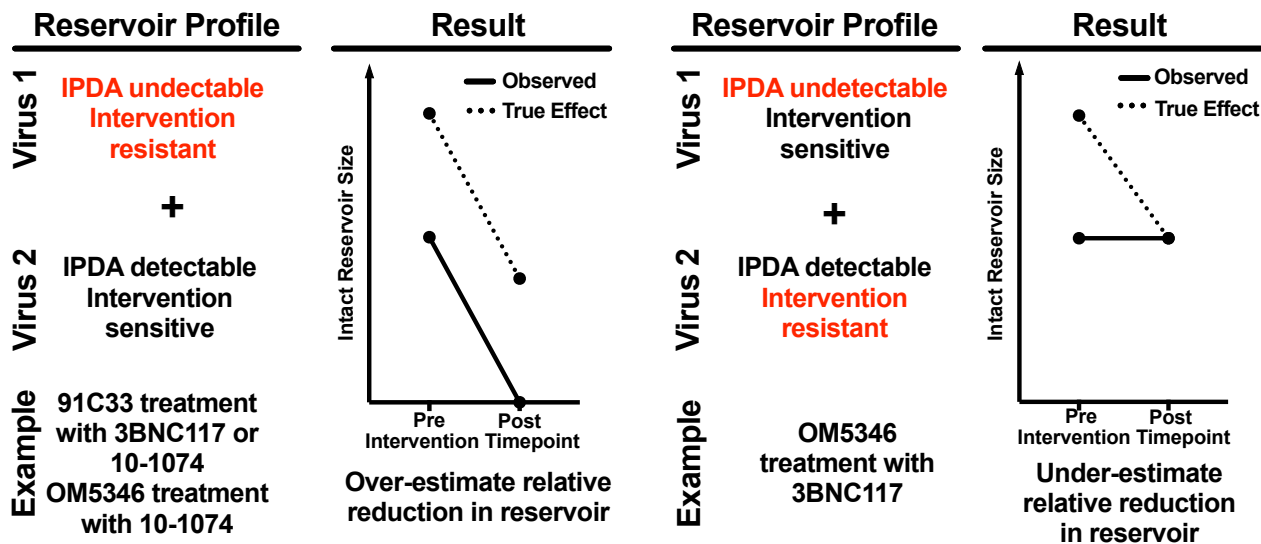 Reservoir Profile
Virus 1
IPDA undectable
Intervention
resistant
+
Virus 2
IPDA detectable
Intervention
sensitive
Example
91C33 treatment
with 3BNC117 or
10-1074
OM5346 treatment
with 10-1074
Result
Observed
True Effect
Intact Reservoir Size
Pre Post
Intervention Timepoint
Over-estimate relative
reduction in reservoir
Reservoir Profile
Virus 1
IPDA undetectable
Intervention
sensitive
+
Virus 2
IPDA detectable
Intervention
resistant
Example
OM5346
treatment with
3BNC117
Result
Observed
True Effect
Intact Reservoir Size
Pre Post
Intervention Timepoint
Under-estimate
relative reduction
in reservoir